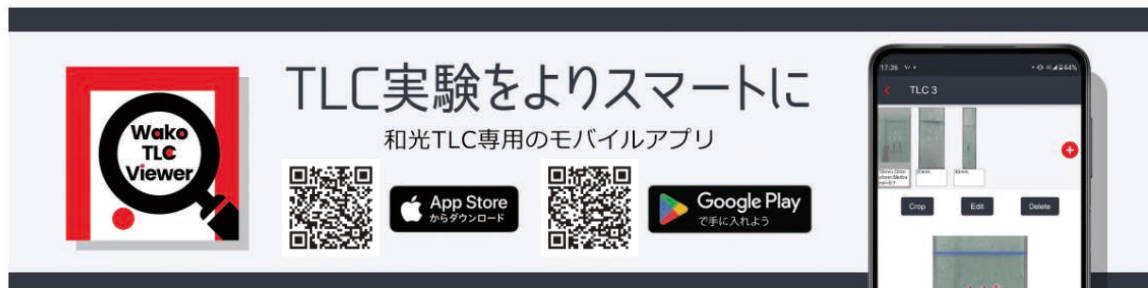 Wako
TLC
Viewer
TLC実験をよりスマートに
和光TLC専用のモバイルアプリ
App Store
からダウンロード
Google Play
で手に入れよう
17:36
44%
TLC 3
Crop
Edit
Delete